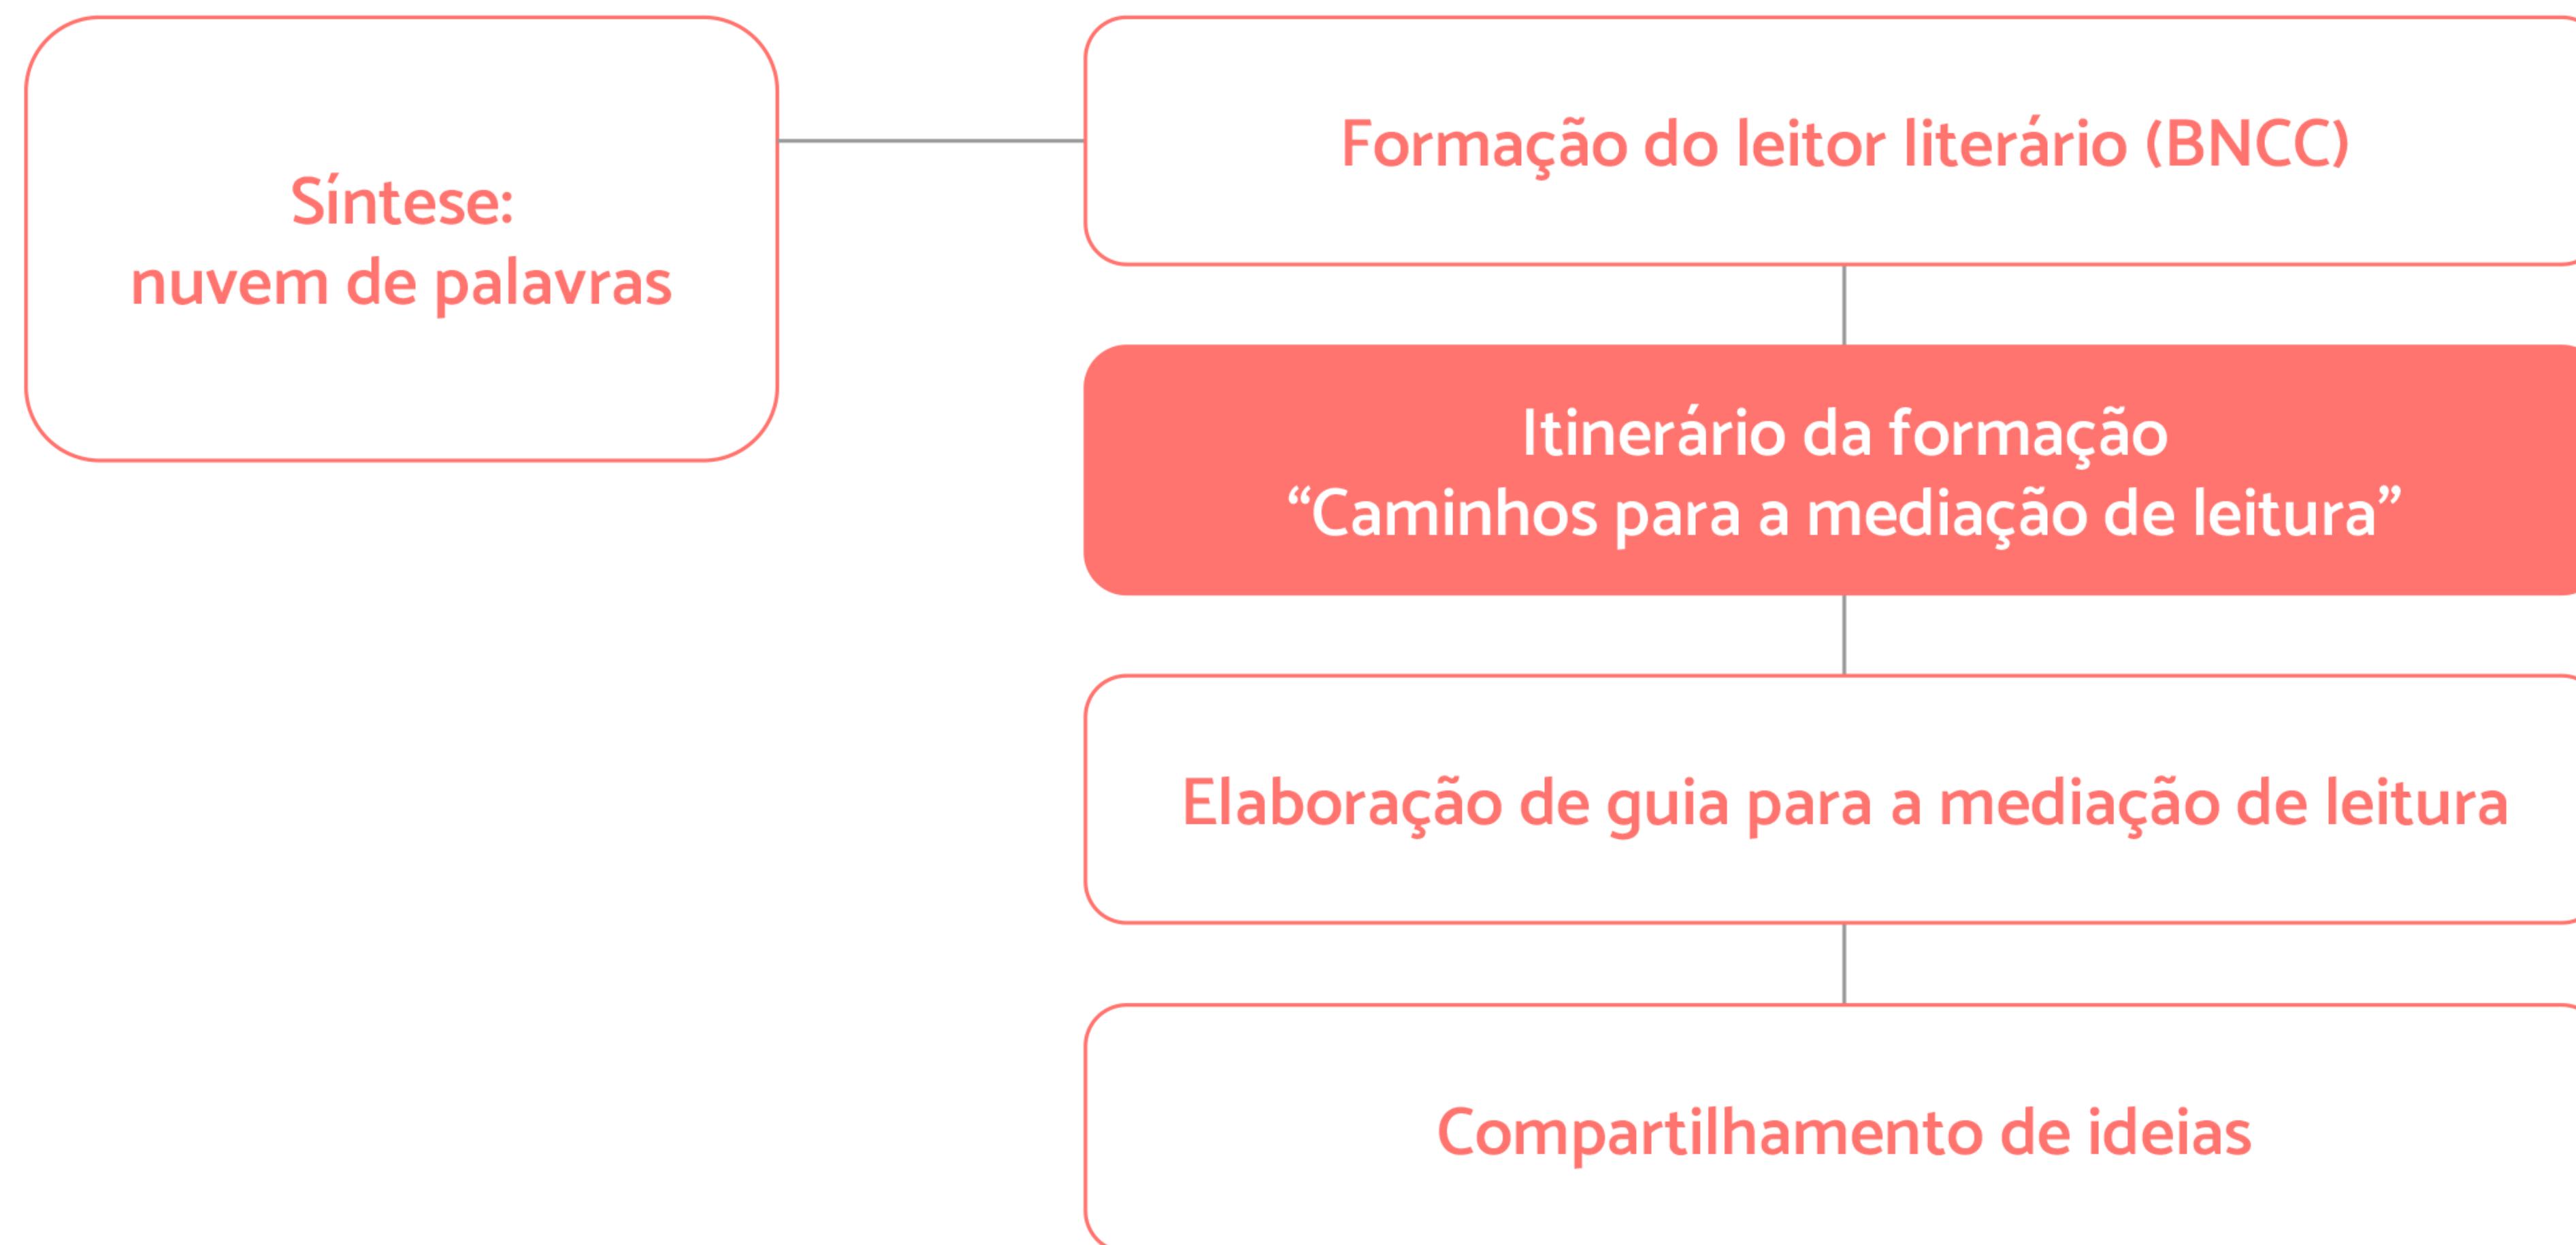 Síntese:
nuvem de palavras
Formação do leitor literário (BNCC)
Itinerário da formação
“Caminhos para a mediação de leitura”
Elaboração de guia para a mediação de leitura
Compartilhamento de ideias